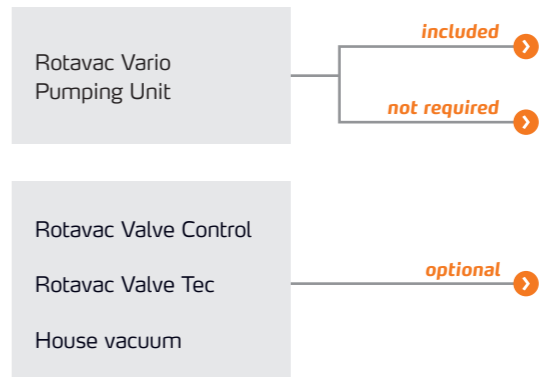 included
Rotavac Vario
Pumping Unit
not required
Rotavac Valve Control
Rotavac Valve Tec
optional
House vacuum